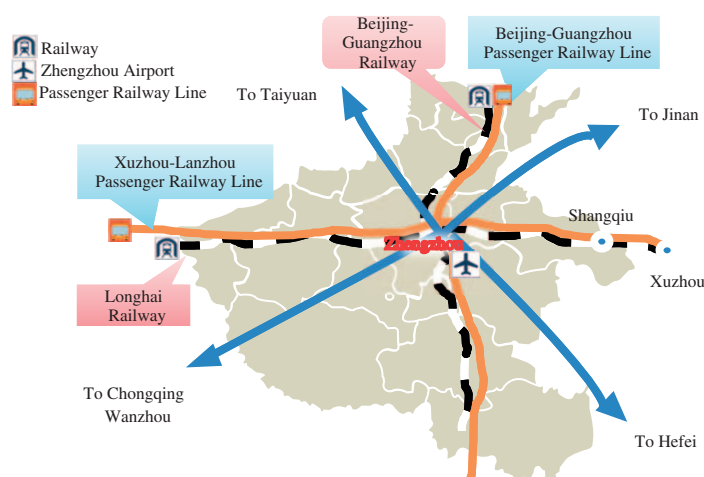 Railway
Zhengzhou Airport
Passenger Railway Line
Beijing-
Guangzhou
Railway
Beijing-Guangzhou
Passenger Railway Line
To Taiyuan
To Jinan
Xuzhou-Lanzhou
Passenger Railway Line
Shangqiu
Zhengzhou
Xuzhou
Longhai
Railway
To Chongqing
Wanzhou
To Hefei